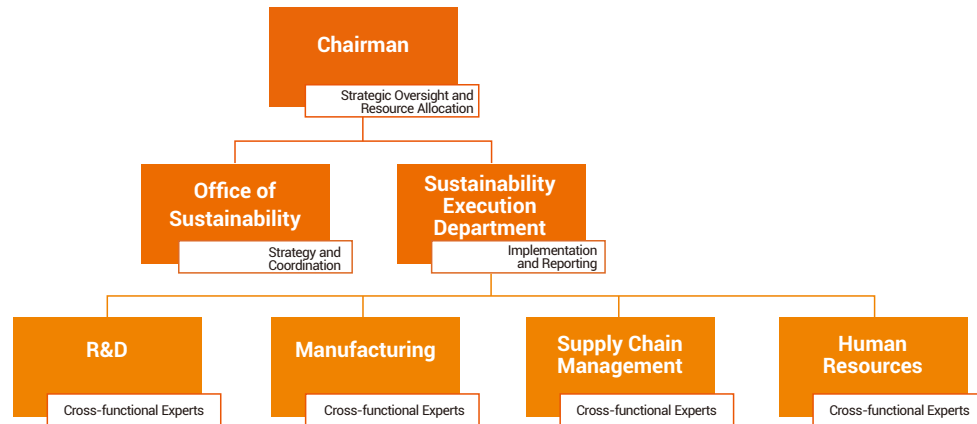 Chairman
Strategic Oversight and
Resource Allocation
Office of
Sustainability
Strategy and
Coordination
Sustainability
Execution
Department
Implementation
and Reporting
R&D
Cross-functional Experts
Manufacturing
Cross-functional Experts
Supply Chain
Management
Cross-functional Experts
Human
Resources
Cross-functional Experts